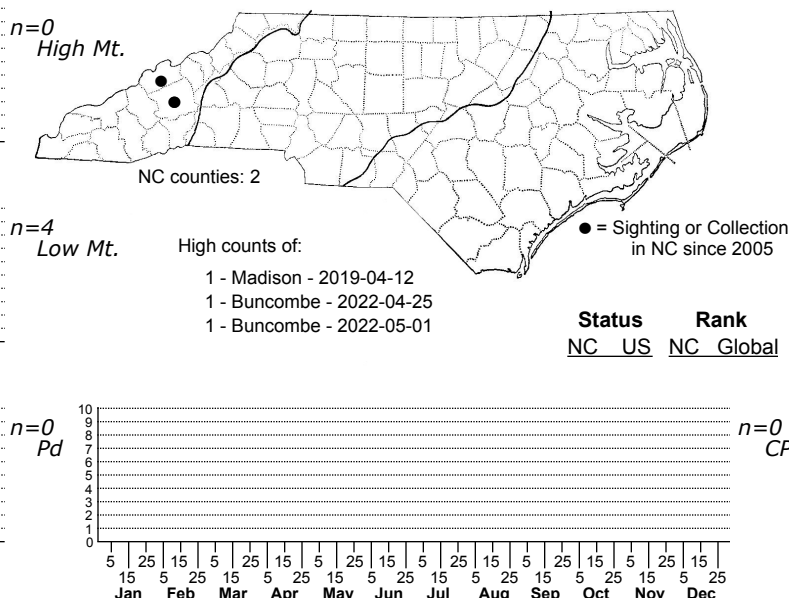 n=0
High Mt.
NC counties: 2
n=4
Low Mt.
High counts of:
1 - Madison - 2019-04-12
1 - Buncombe - 2022-04-25
1 - Buncombe - 2022-05-01
● = Sighting or Collection
in NC since 2005
Status Rank
NC US NC Global
n=0
Pd
n=0
CP
10
9
8
7
6
5
4
3
2
1
0
5 25 15 5 25 15 5 25 15 5 25 15 5 25 15 5 25 15
15 5 25 15 5 25 15 5 25 15 5 25 15 5 25 15 5 25
Jan Feb Mar Apr May Jun Jul Aug Sep Oct Nov Dec